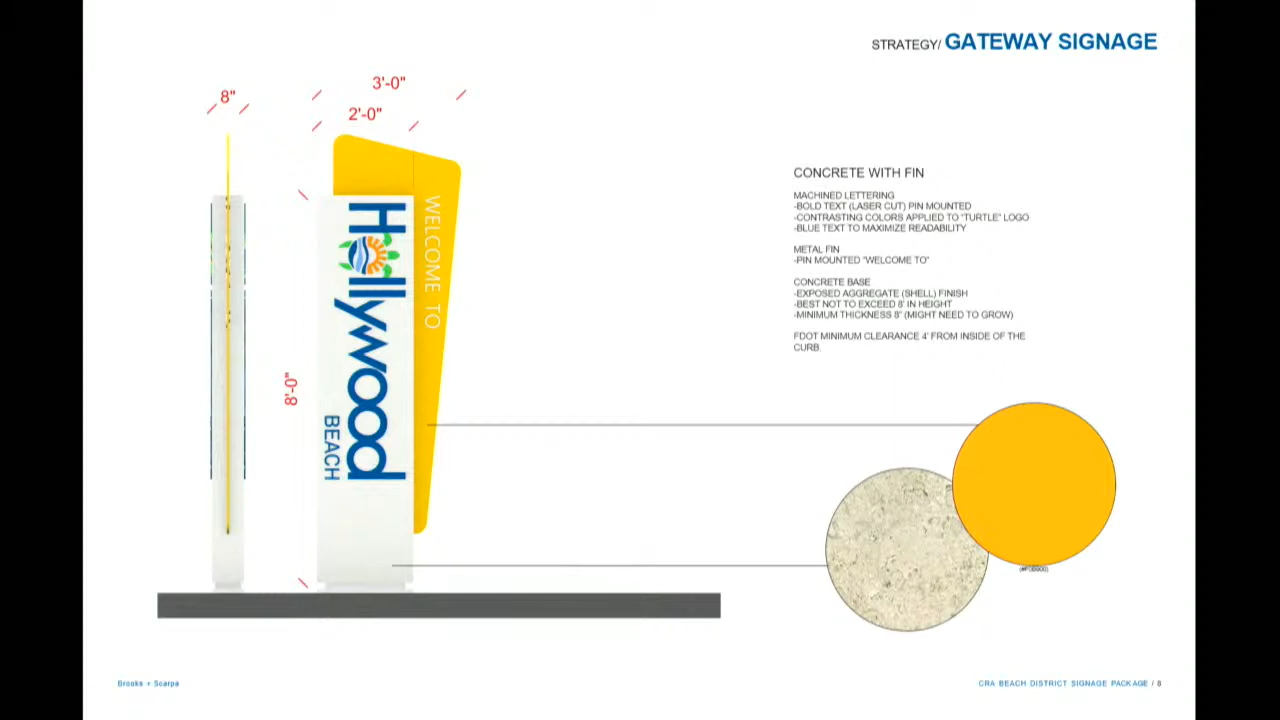 STRATEGY/ GATEWAY SIGNAGE
3'-0"
8"
2'-0"
8'-0"
WELCOME TO
Hollywood
BEACH
CONCRETE WITH FIN
MACHINED LETTERING
-BOLD TEXT (LASER CUT) PIN MOUNTED
-CONTRASTING COLORS APPLIED TO "TURTLE" LOGO
-BLUE TEXT TO MAXIMIZE READABILITY
METAL FIN
-PIN MOUNTED "WELCOME TO"
CONCRETE BASE
-EXPOSED AGGREGATE (SHELL) FINISH
-BEST NOT TO EXCEED 8' IN HEIGHT
-MINIMUM THICKNESS 8" (MIGHT NEED TO GROW)
FDOT MINIMUM CLEARANCE 4' FROM INSIDE OF THE
CURB.
Brooks + Scarpa
CRA BEACH DISTRICT SIGNAGE PACKAGE / 8